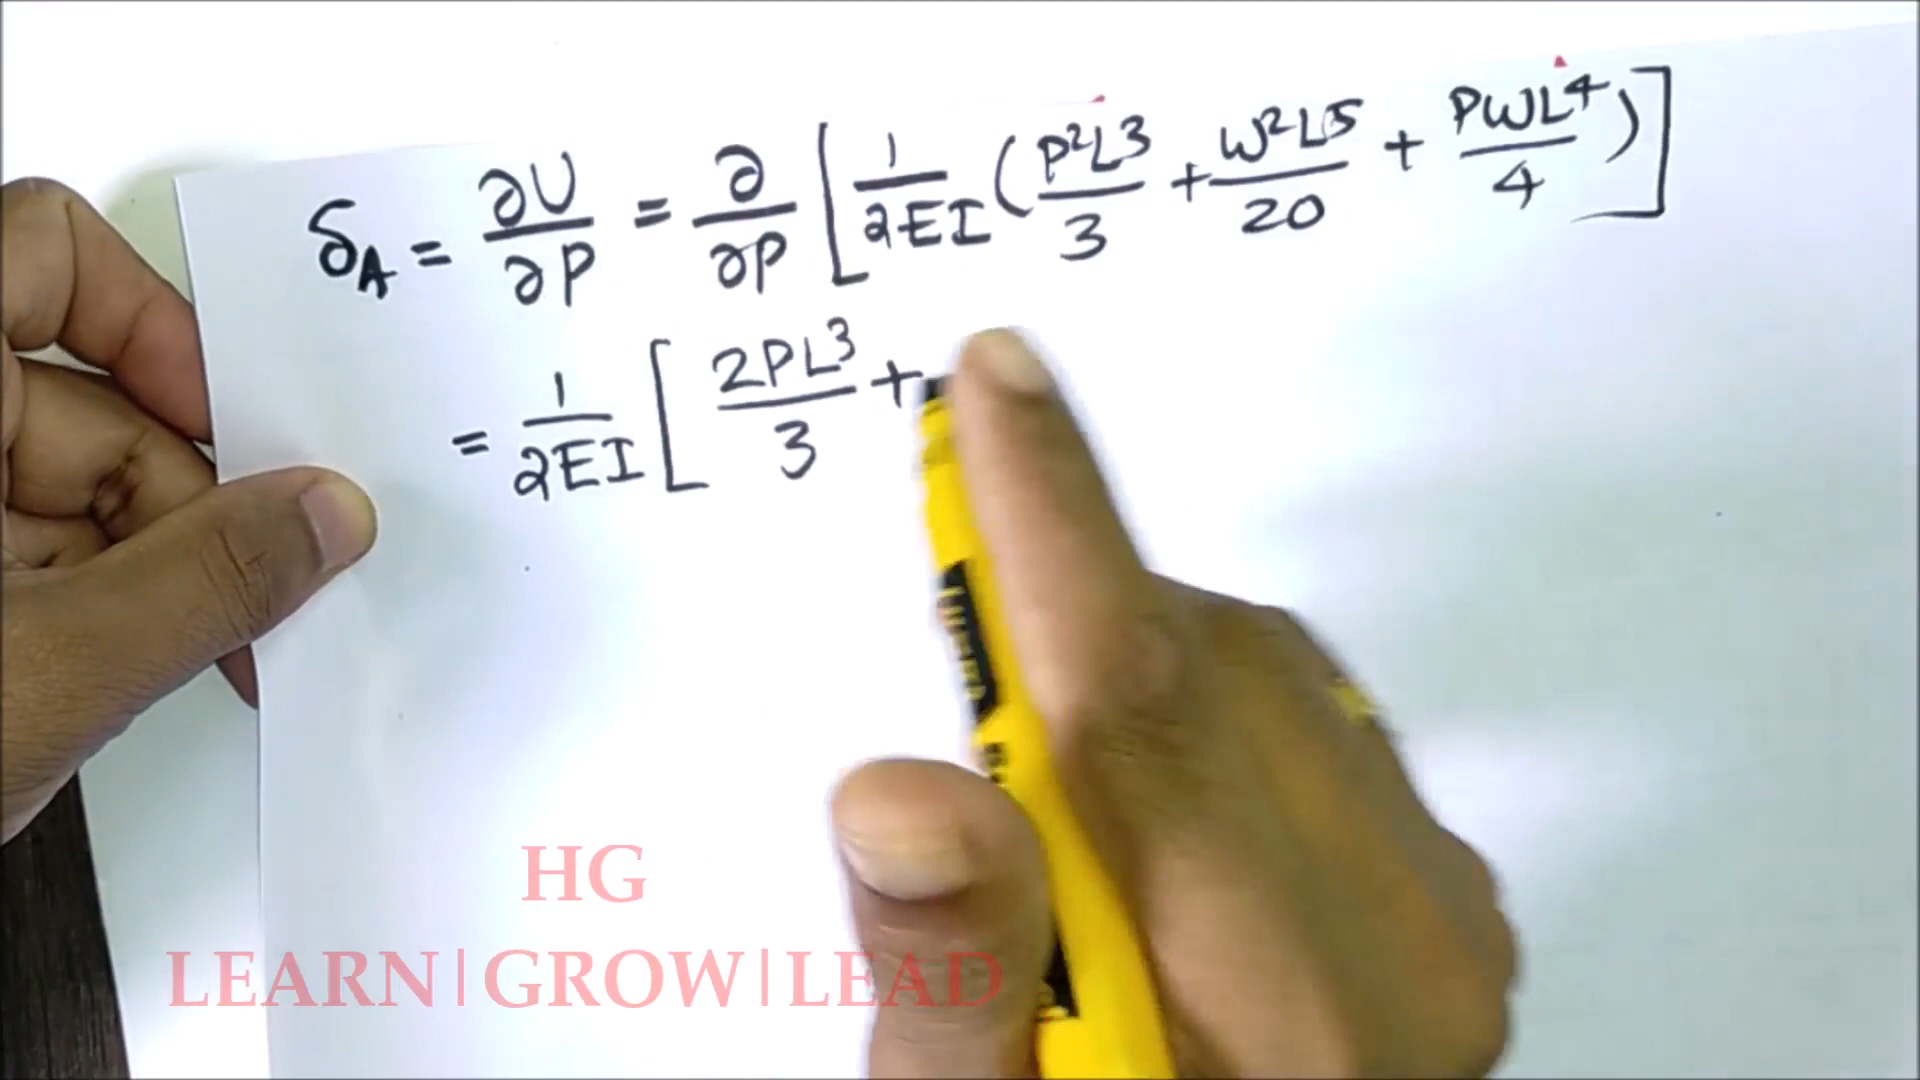 δA = ∂U/∂P = ∂/∂P [ 1/2EI ( P²L³/3 + W²L5/20 + PWL⁴/4 ) ]
= 1/2EI [ 2PL³/3 +
HG
LEARN|GROW|LEAD